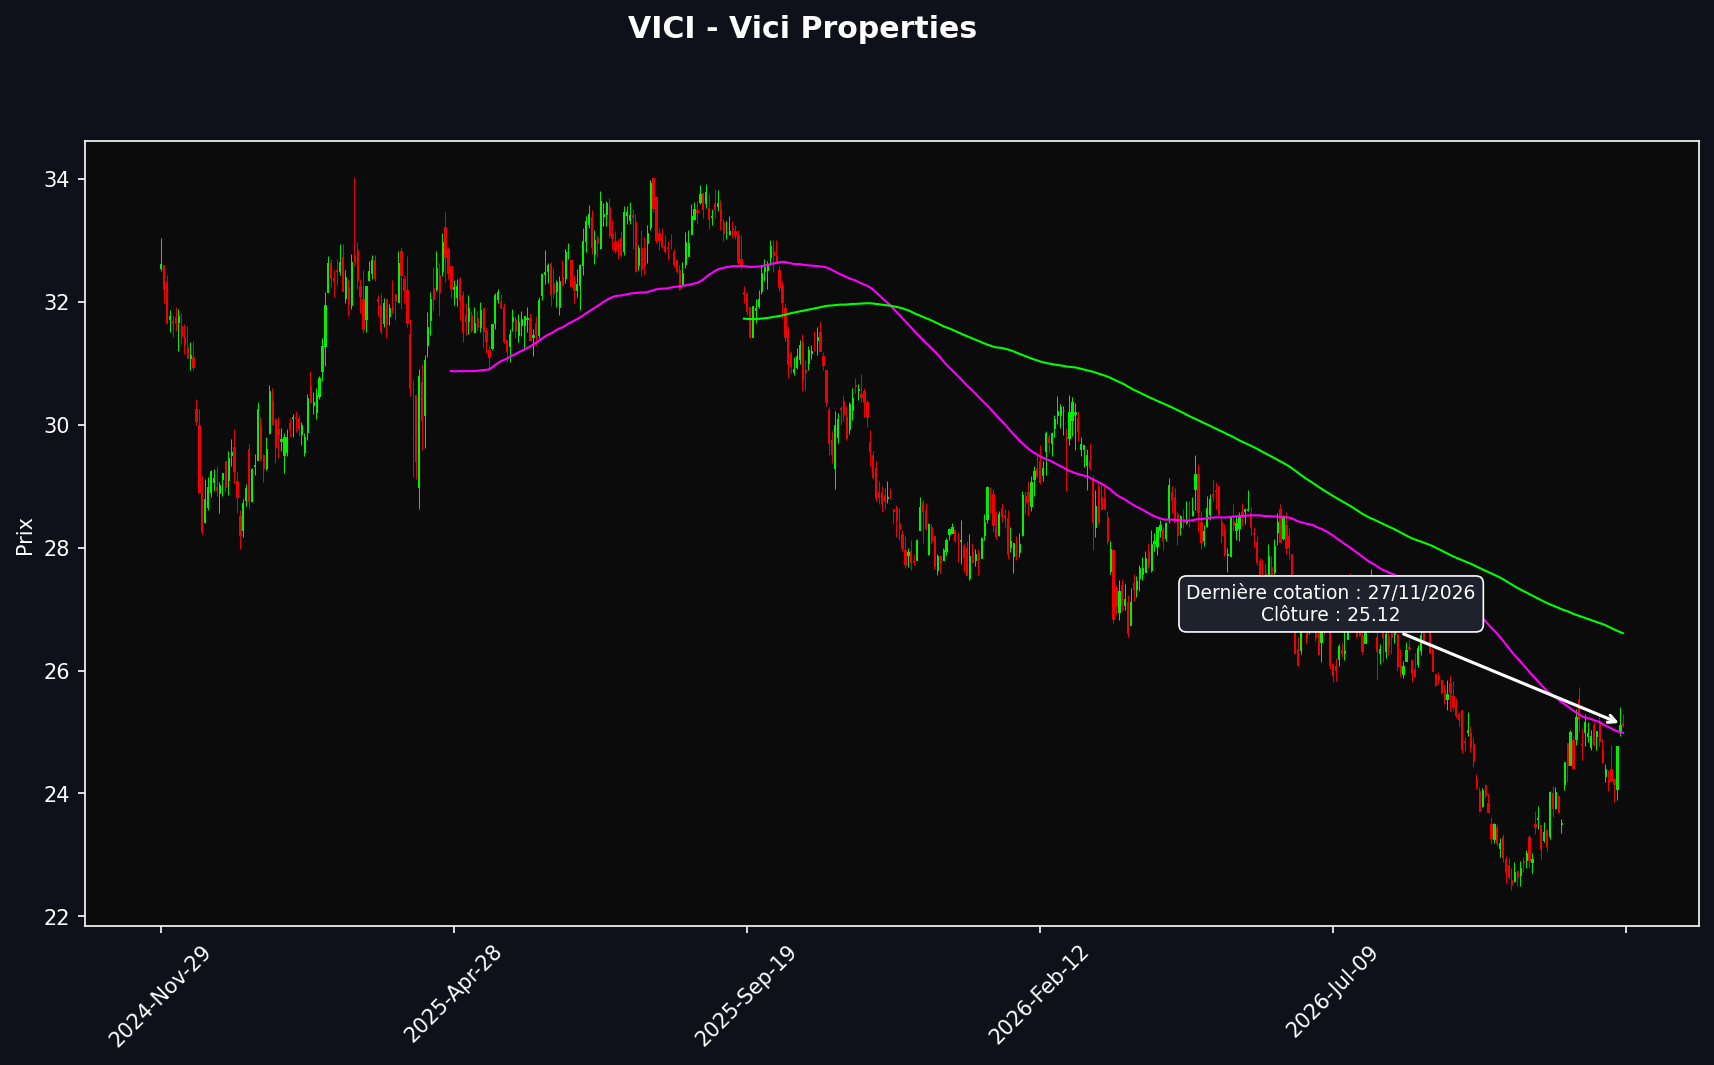 VICI - Vici Properties
Prix
34
32
30
28
26
24
22
Dernière cotation : 27/11/2026
Clôture : 25.12
2024-Nov-29
2025-Apr-28
2025-Sep-19
2026-Feb-12
2026-Jul-09